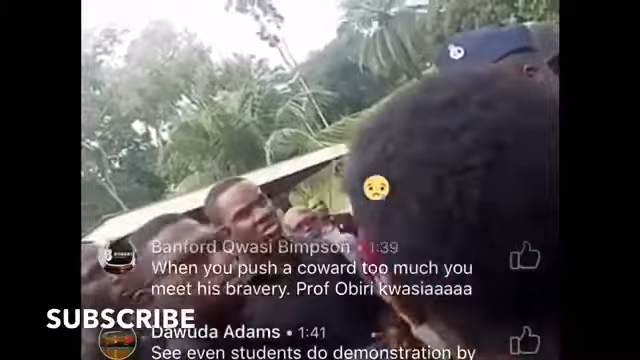 Banford Qwasi Bimpson • 1:39
When you push a coward too much you
meet his bravery. Prof Obiri kwasiaaaaa
SUBSCRIBE
Dawuda Adams • 1:41
See even students do demonstration by